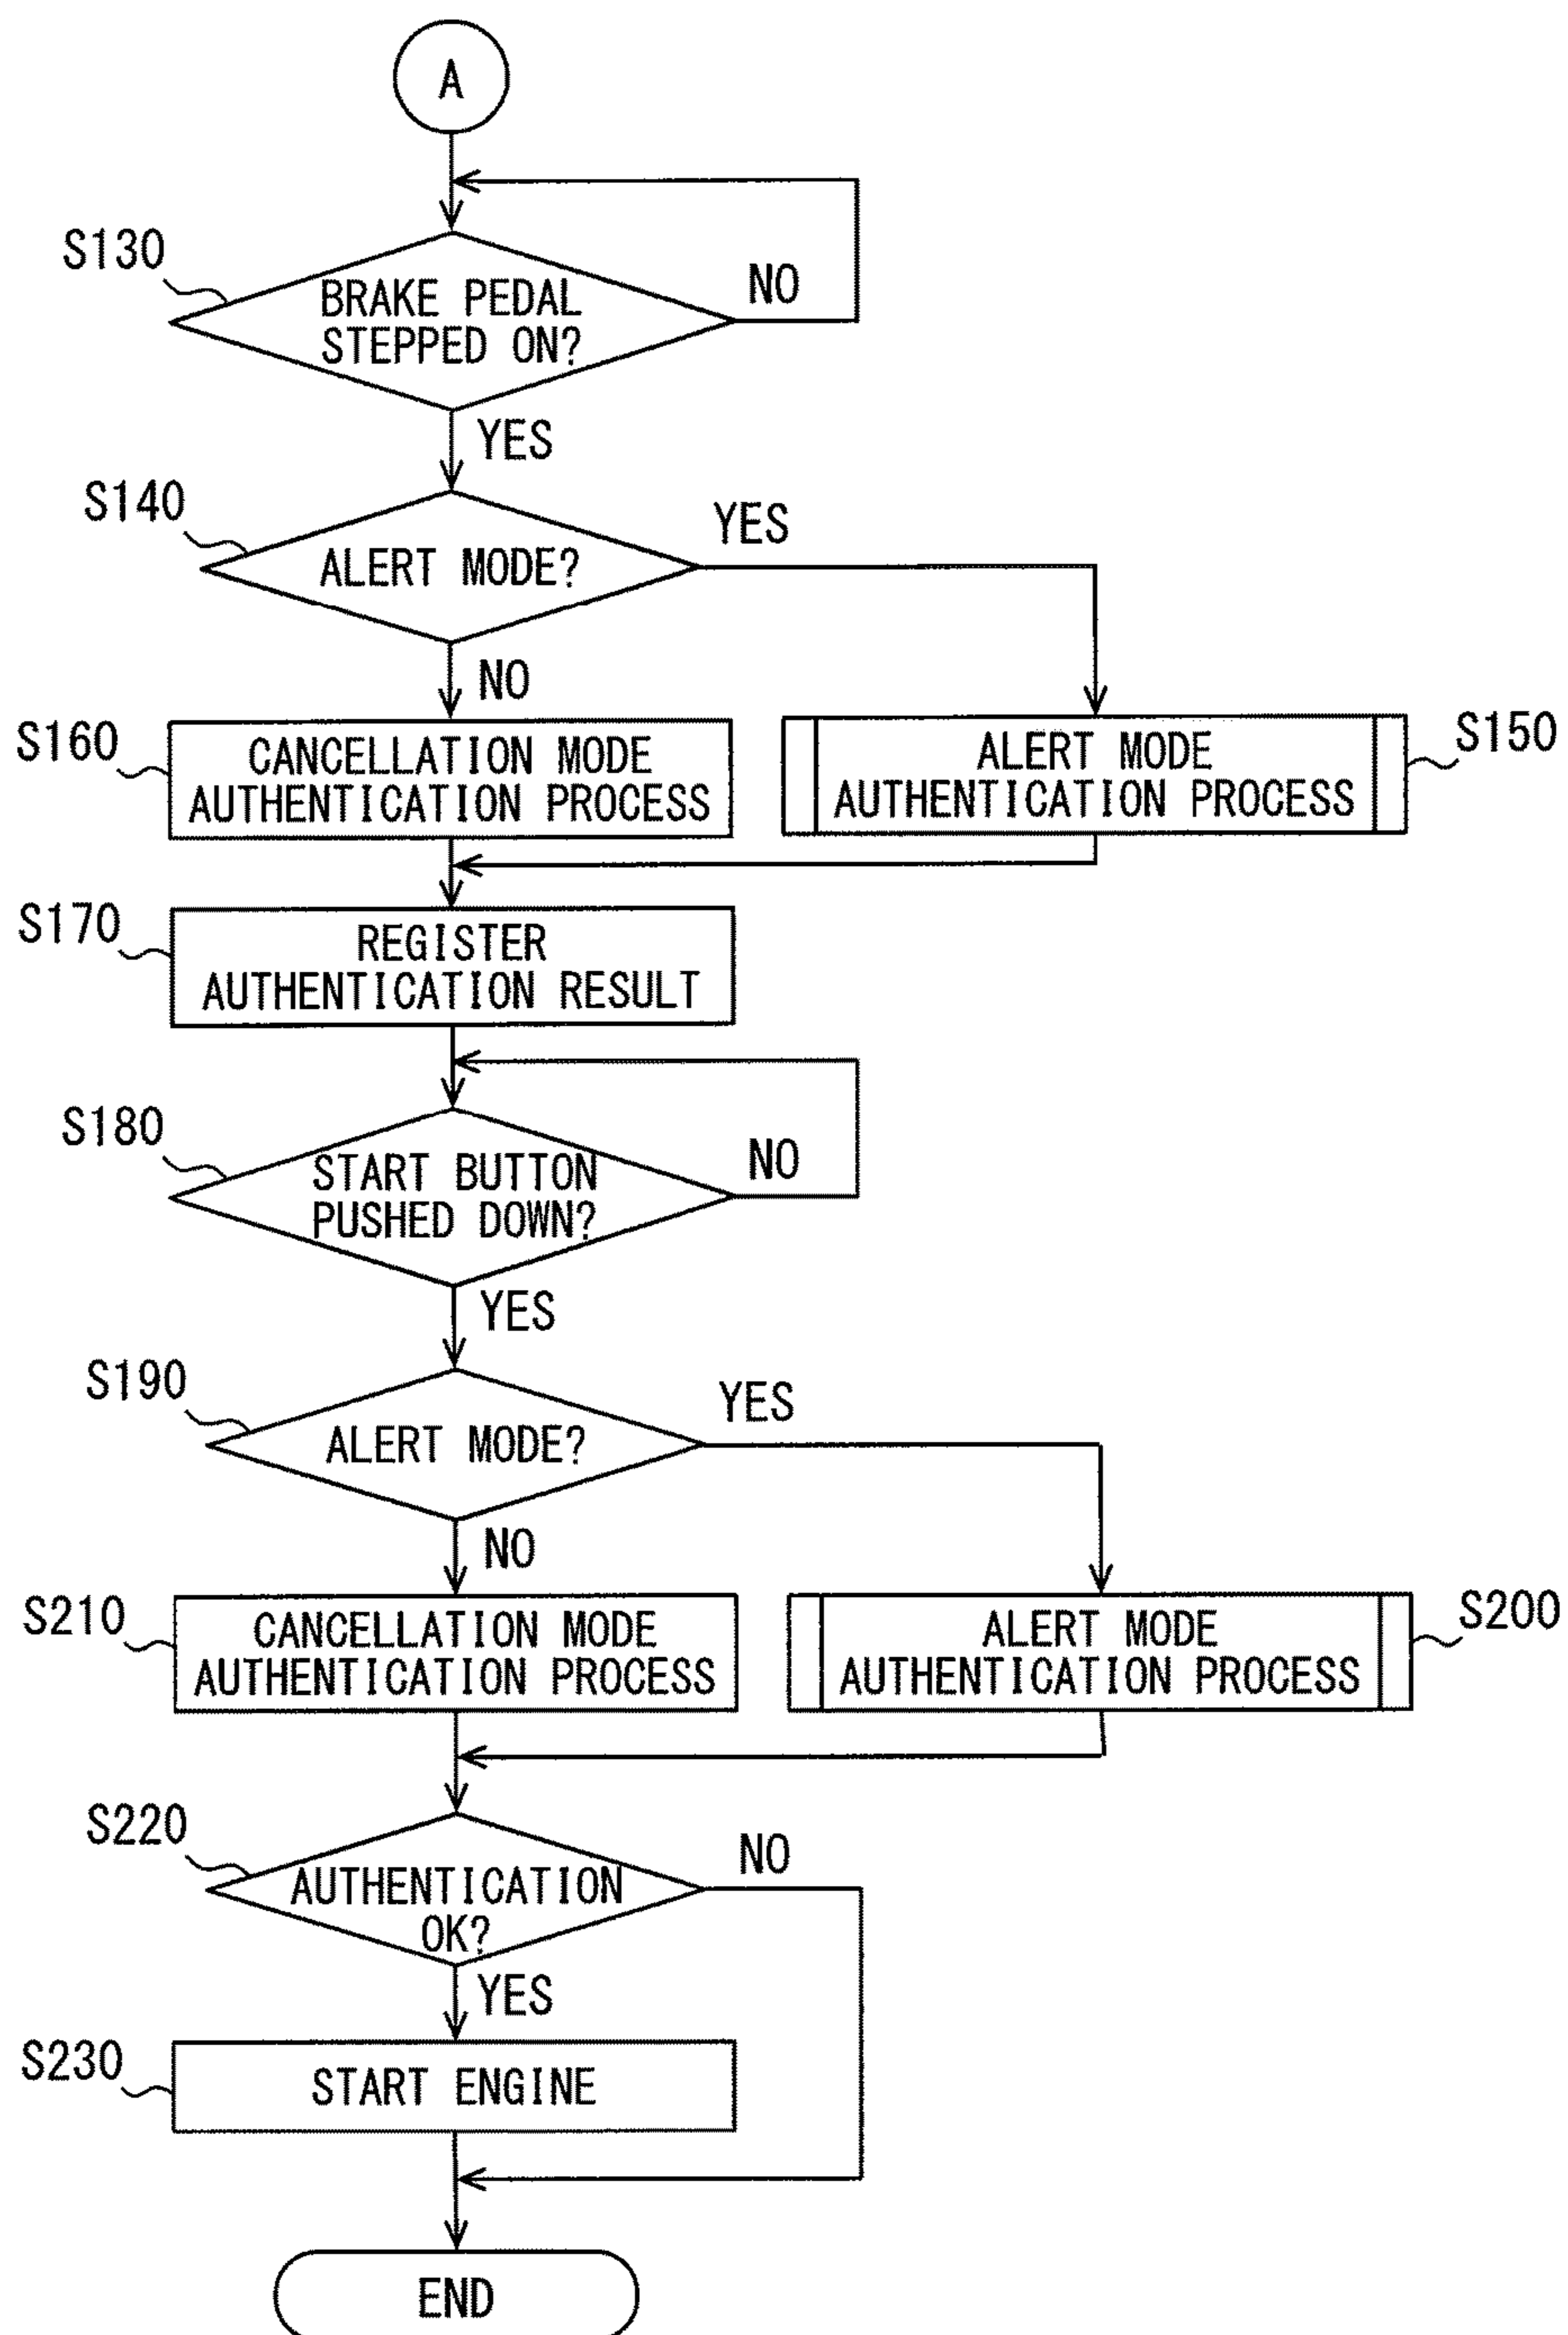 A
S130
BRAKE PEDAL
STEPPED ON?
NO
YES
S140
ALERT MODE?
YES
NO
S160
CANCELLATION MODE
AUTHENTICATION PROCESS
ALERT MODE
AUTHENTICATION PROCESS
S150
S170
REGISTER
AUTHENTICATION RESULT
S180
START BUTTON
PUSHED DOWN?
NO
YES
S190
ALERT MODE?
YES
NO
S210
CANCELLATION MODE
AUTHENTICATION PROCESS
ALERT MODE
AUTHENTICATION PROCESS
S200
S220
AUTHENTICATION
OK?
NO
YES
S230
START ENGINE
END